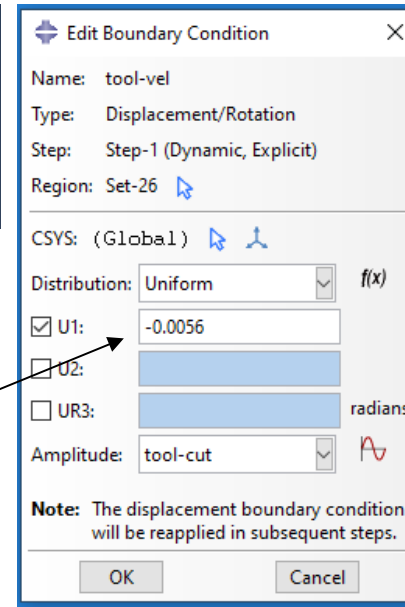 Edit Boundary Condition
Name: tool-vel
Type: Displacement/Rotation
Step: Step-1 (Dynamic, Explicit)
Region: Set-26
CSYS: (Global)
Distribution: Uniform f(x)
U1: -0.0056
U2:
UR3: radians
Amplitude: tool-cut
Note: The displacement boundary condition
will be reapplied in subsequent steps.
OK Cancel